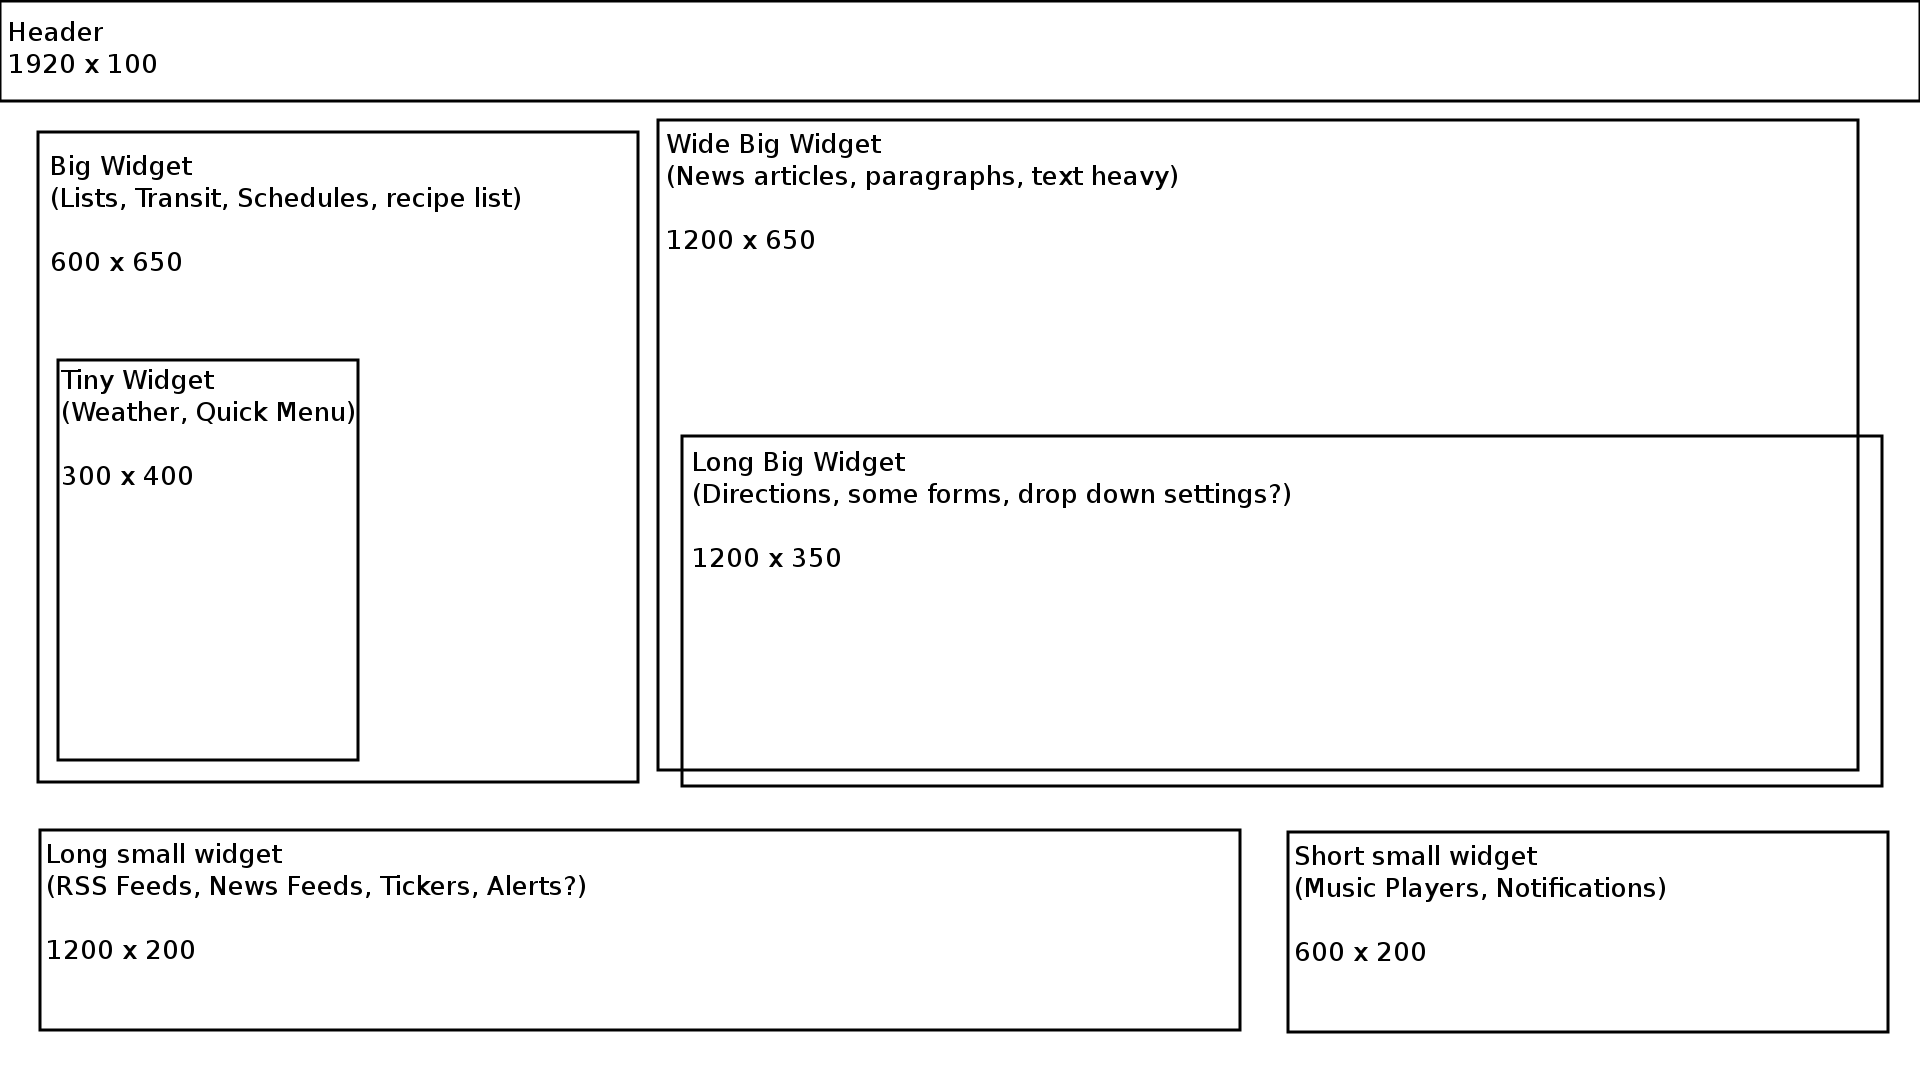 Header
1920 x 100
Big Widget
(Lists, Transit, Schedules, recipe list)
600 x 650
Tiny Widget
(Weather, Quick Menu)
300 x 400
Wide Big Widget
(News articles, paragraphs, text heavy)
1200 x 650
Long Big Widget
(Directions, some forms, drop down settings?)
1200 x 350
Long small widget
(RSS Feeds, News Feeds, Tickers, Alerts?)
1200 x 200
Short small widget
(Music Players, Notifications)
600 x 200